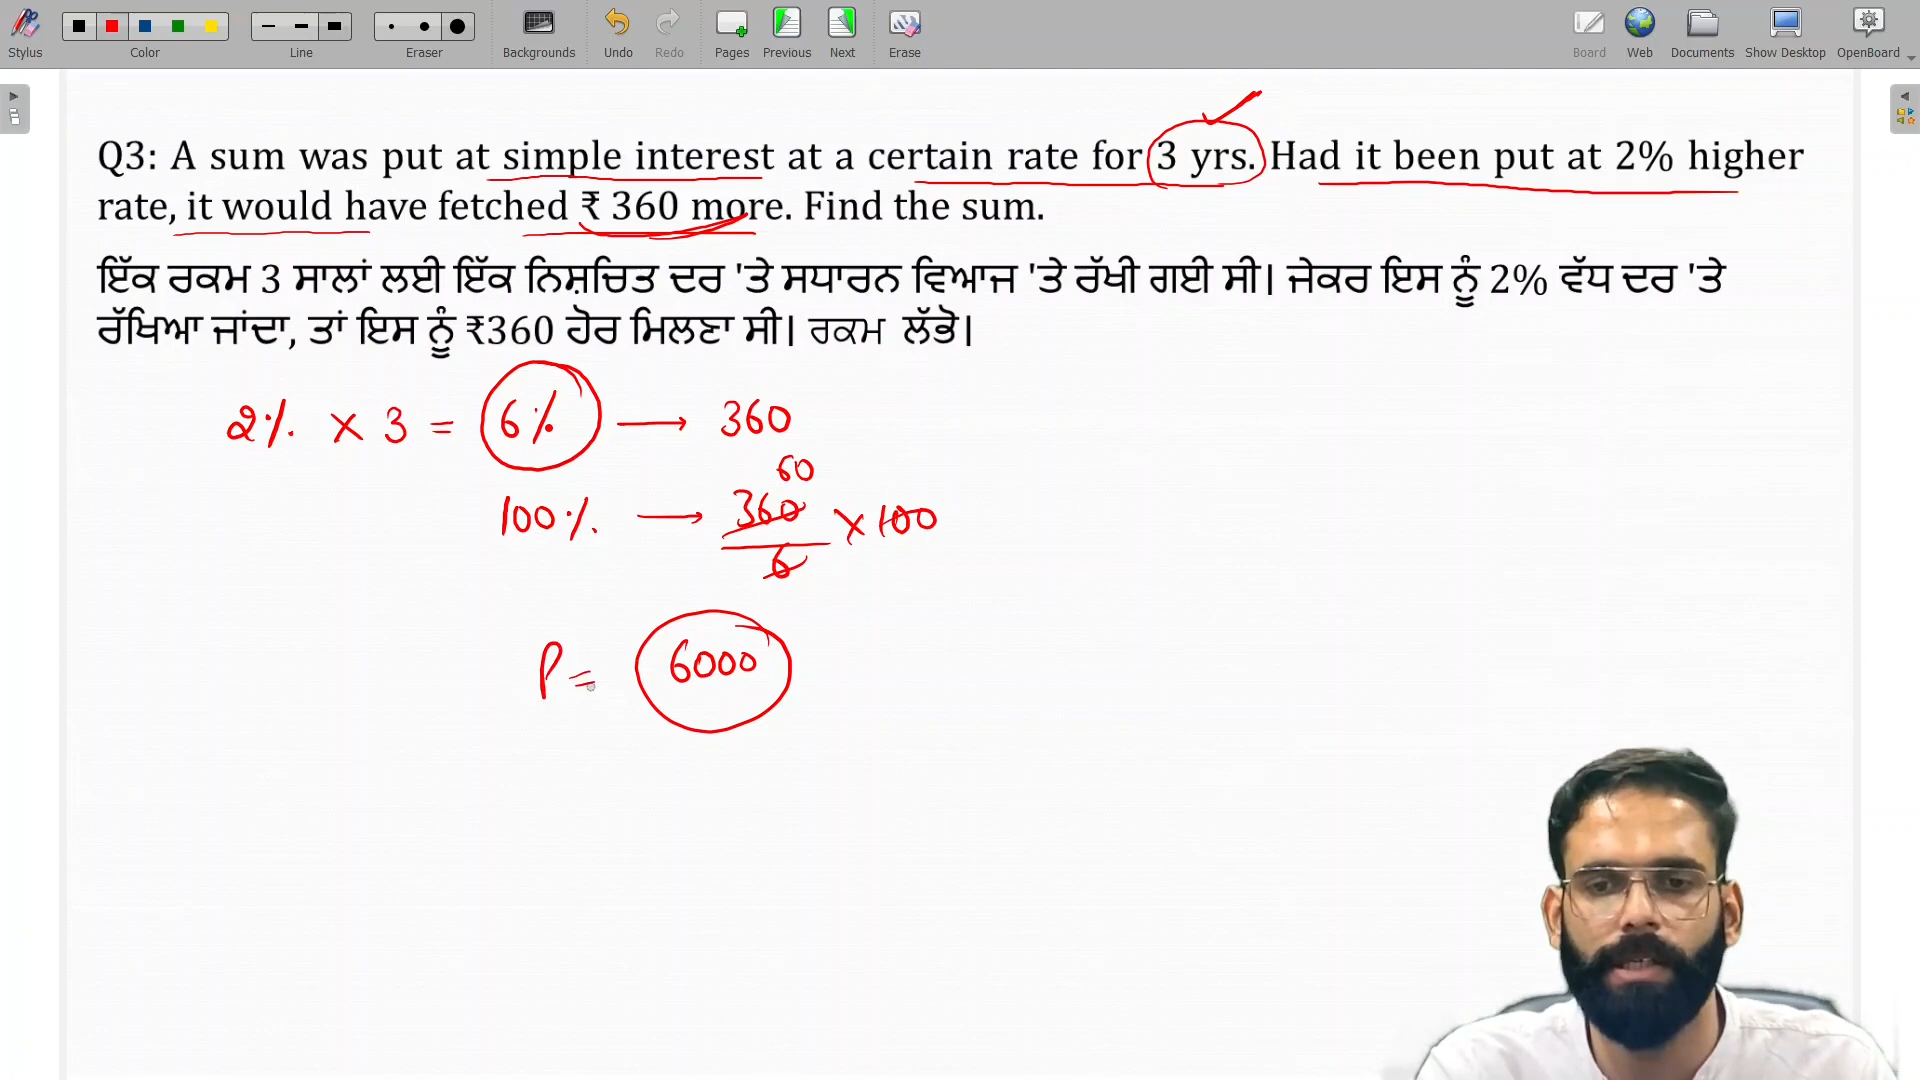 Stylus Color Line Eraser Backgrounds Undo Redo Pages Previous Next Erase Board Web Documents Show Desktop OpenBoard
Q3: A sum was put at simple interest at a certain rate for 3 yrs. Had it been put at 2% higher
rate, it would have fetched ₹ 360 more. Find the sum.
ਇੱਕ ਰਕਮ 3 ਸਾਲਾਂ ਲਈ ਇੱਕ ਨਿਸ਼ਚਿਤ ਦਰ 'ਤੇ ਸਧਾਰਨ ਵਿਆਜ 'ਤੇ ਰੱਖੀ ਗਈ ਸੀ। ਜੇਕਰ ਇਸ ਨੂੰ 2% ਵੱਧ ਦਰ 'ਤੇ
ਰੱਖਿਆ ਜਾਂਦਾ, ਤਾਂ ਇਸ ਨੂੰ ₹360 ਹੋਰ ਮਿਲਣਾ ਸੀ। ਰਕਮ ਲੱਭੋ।
2% × 3 = 6% → 360
60
100% → 360/6 × 100
P = 6000